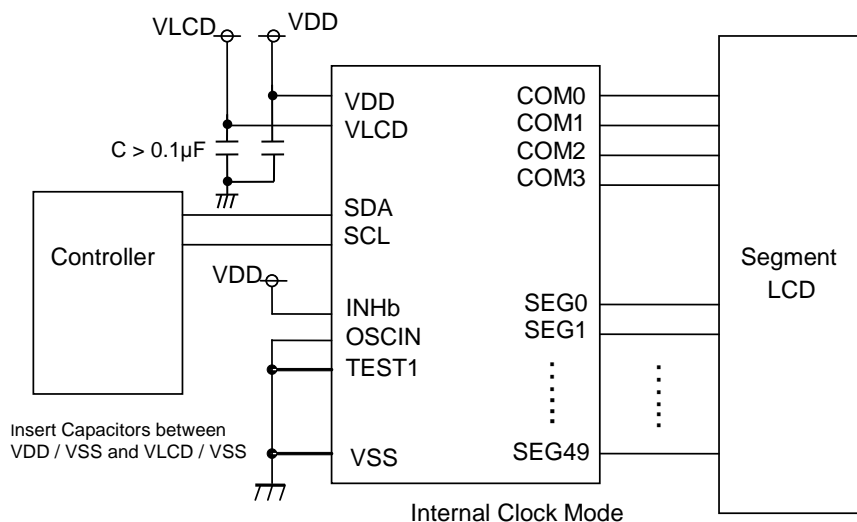 VLCD
VDD
VDD
VLCD
C > 0.1µF
SDA
SCL
Controller
VDD
INHb
OSCIN
TEST1
VSS
Insert Capacitors between
VDD / VSS and VLCD / VSS
COM0
COM1
COM2
COM3
SEG0
SEG1
SEG49
Segment
LCD
Internal Clock Mode